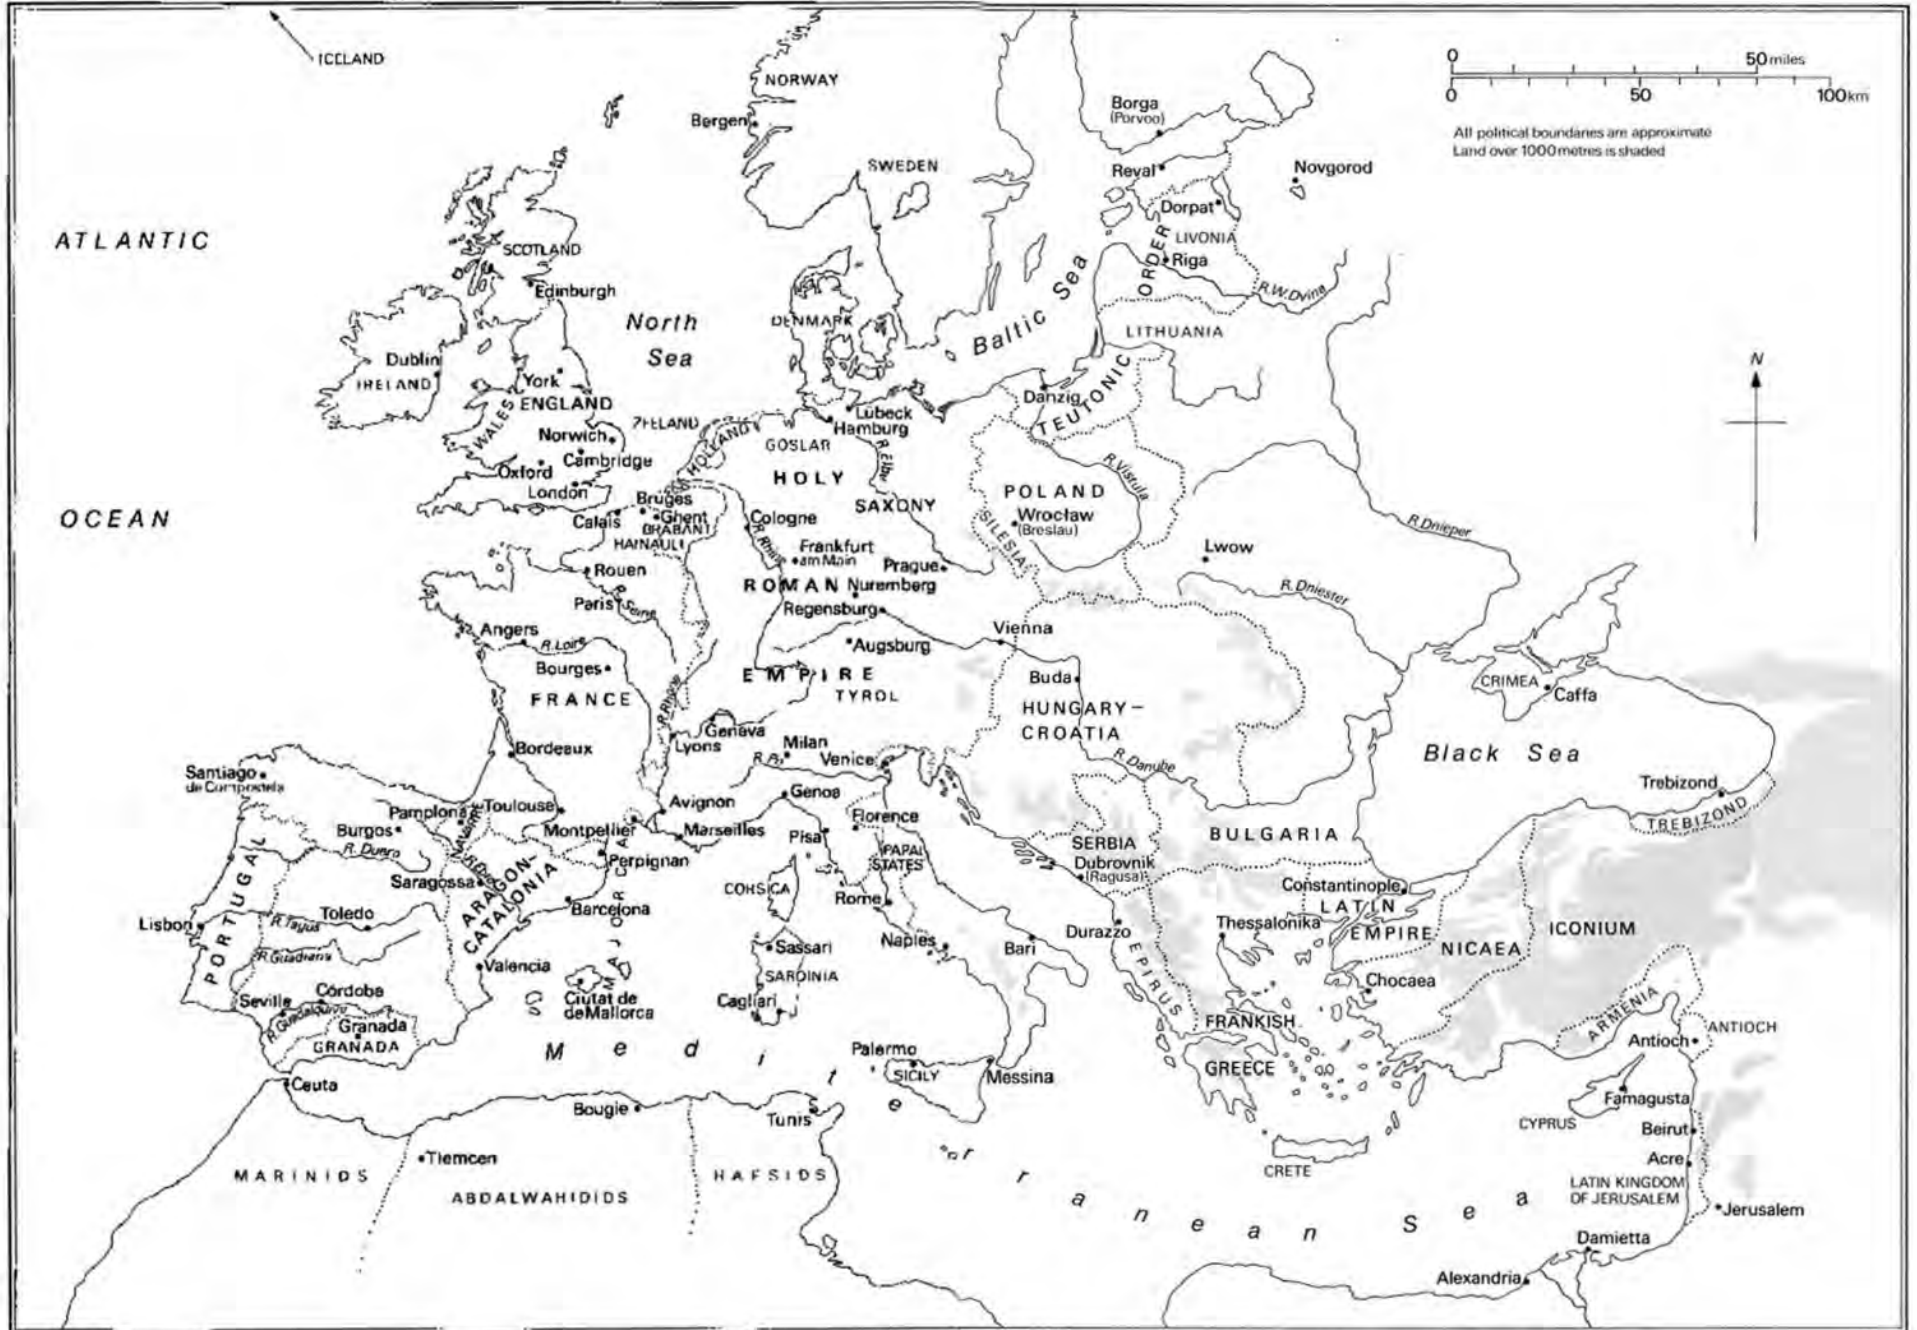 ICELAND
NORWAY
Bergen
SWEDEN
0 50 miles
0 50 100km
All political boundaries are approximate
Land over 1000 metres is shaded
Borga
(Porvoo)
Reval
Novgorod
Dorpat
LIVONIA
ORDER
Riga
R.W.Dvina
ATLANTIC
OCEAN
SCOTLAND
Edinburgh
North
Sea
DENMARK
Baltic Sea
LITHUANIA
N
Dublin
IRELAND
York
ENGLAND
WALES
Norwich
Cambridge
Oxford
London
ZEELAND
HOLLAND
GOSLAR
Lübeck
Hamburg
R.Elbe
Danzig
TEUTONIC
HOLY
SAXONY
POLAND
Wrocław
(Breslau)
SILESIA
R.Vistula
R.Dnieper
Bruges
Ghent
Calais
BRABANT
HAINAULT
Cologne
R.Rhine
Frankfurt
am Main
Prague
Lwow
Rouen
Paris
R.Seine
ROMAN
Nuremberg
Regensburg
R.Dniester
Angers
R.Loire
Bourges
FRANCE
Augsburg
Vienna
EMPIRE
TYROL
Buda
HUNGARY–
CROATIA
CRIMEA
Caffa
R.Rhône
Geneva
Lyons
Bordeaux
Milan
R.Po
Venice
R.Danube
Black Sea
Santiago
de Compostela
Pamplona
NAVARRE
Toulouse
Avignon
Genoa
Trebizond
TREBIZOND
Burgos
R.Duero
Montpellier
Marseilles
Pisa
Florence
PAPAL
STATES
SERBIA
BULGARIA
Dubrovnik
(Ragusa)
PORTUGAL
Saragossa
R.Ebro
ARAGON–
CATALONIA
Perpignan
CORSICA
Rome
Constantinople
LATIN
EMPIRE
Lisbon
R.Tagus
Toledo
Barcelona
MAJORCA
Sassari
SARDINIA
Naples
Bari
Durazzo
Thessalonika
NICAEA
ICONIUM
R.Guadiana
Valencia
EPIRUS
Chocaea
Seville
Córdoba
R.Guadalquivir
Granada
GRANADA
Ciutat de
de Mallorca
Cagliari
FRANKISH
GREECE
ARMENIA
ANTIOCH
Antioch
Palermo
SICILY
Messina
Mediterranean Sea
Ceuta
Bougie
Tunis
Famagusta
CYPRUS
Beirut
Acre
CRETE
LATIN KINGDOM
OF JERUSALEM
Jerusalem
MARINIDS
Tlemcen
ABDALWAHIDIDS
HAFSIDS
Damietta
Alexandria